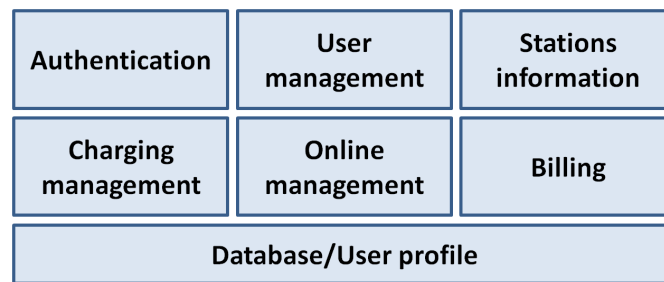 Authentication
User
management
Stations
information
Charging
management
Online
management
Billing
Database/User profile